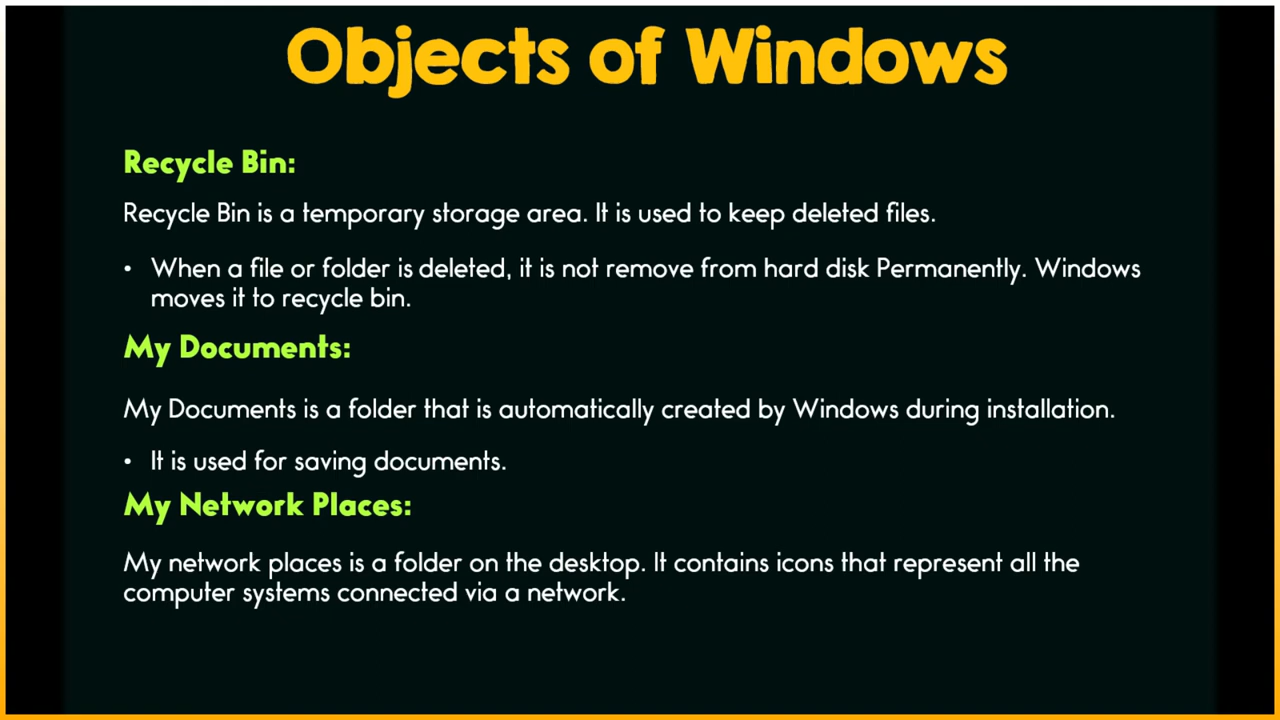 Objects of Windows
Recycle Bin:
Recycle Bin is a temporary storage area. It is used to keep deleted files.
• When a file or folder is deleted, it is not remove from hard disk Permanently. Windows
moves it to recycle bin.
My Documents:
My Documents is a folder that is automatically created by Windows during installation.
• It is used for saving documents.
My Network Places:
My network places is a folder on the desktop. It contains icons that represent all the
computer systems connected via a network.